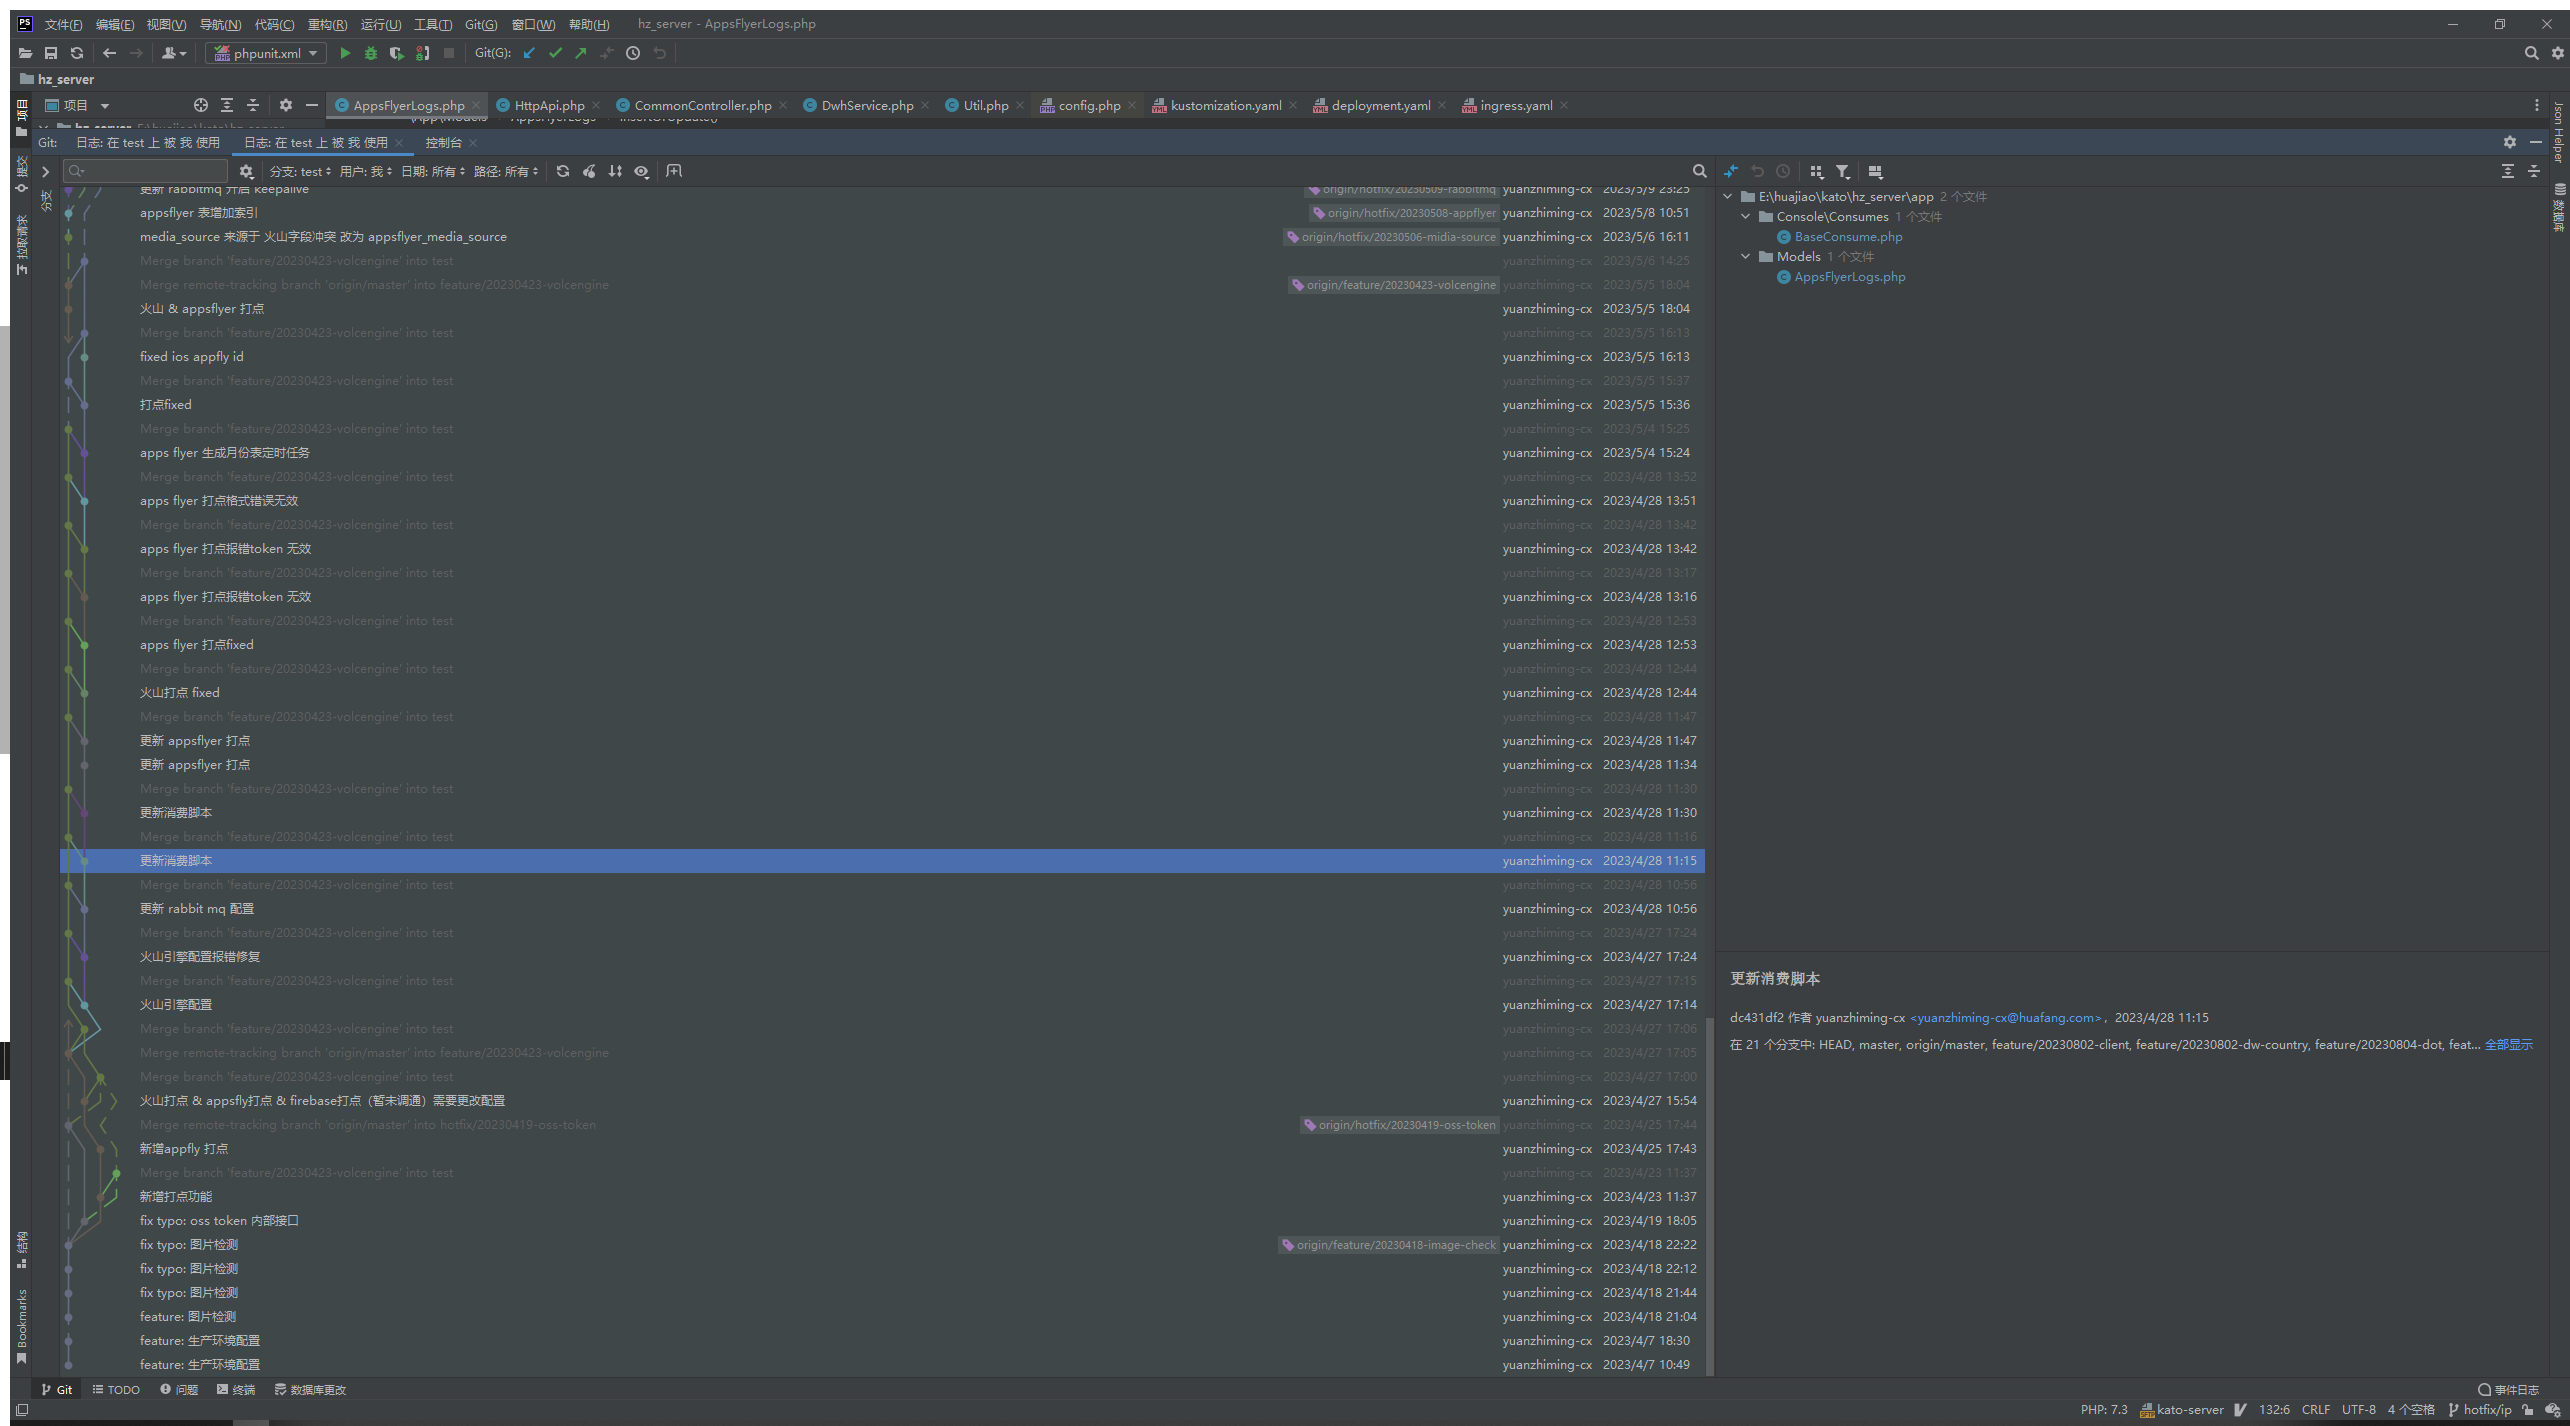 文件(F) 编辑(E) 视图(V) 导航(N) 代码(C) 重构(R) 运行(U) 工具(T) Git(G) 窗口(W) 帮助(H) hz_server - AppsFlyerLogs.php
phpunit.xml Git(G):
hz_server
项目 AppsFlyerLogs.php HttpApi.php CommonController.php DwhService.php Util.php config.php kustomization.yaml deployment.yaml ingress.yaml
Git: 日志: 在 test 上 被 我 使用 日志: 在 test 上 被 我 使用 控制台
分支: test 用户: 我 日期: 所有 路径: 所有
更新 rabbitmq 开启 keepalive origin/hotfix/20230509-rabbitmq yuanzhiming-cx 2023/5/9 23:25
appsflyer 表增加索引 origin/hotfix/20230508-appflyer yuanzhiming-cx 2023/5/8 10:51
media_source 来源于 火山字段冲突 改为 appsflyer_media_source origin/hotfix/20230506-midia-source yuanzhiming-cx 2023/5/6 16:11
Merge branch 'feature/20230423-volcengine' into test yuanzhiming-cx 2023/5/6 14:25
Merge remote-tracking branch 'origin/master' into feature/20230423-volcengine origin/feature/20230423-volcengine yuanzhiming-cx 2023/5/5 18:04
火山 & appsflyer 打点 yuanzhiming-cx 2023/5/5 18:04
Merge branch 'feature/20230423-volcengine' into test yuanzhiming-cx 2023/5/5 16:13
fixed ios appfly id yuanzhiming-cx 2023/5/5 16:13
Merge branch 'feature/20230423-volcengine' into test yuanzhiming-cx 2023/5/5 15:37
打点fixed yuanzhiming-cx 2023/5/5 15:36
Merge branch 'feature/20230423-volcengine' into test yuanzhiming-cx 2023/5/4 15:25
apps flyer 生成月份表定时任务 yuanzhiming-cx 2023/5/4 15:24
Merge branch 'feature/20230423-volcengine' into test yuanzhiming-cx 2023/4/28 13:52
apps flyer 打点格式错误无效 yuanzhiming-cx 2023/4/28 13:51
Merge branch 'feature/20230423-volcengine' into test yuanzhiming-cx 2023/4/28 13:42
apps flyer 打点报错token 无效 yuanzhiming-cx 2023/4/28 13:42
Merge branch 'feature/20230423-volcengine' into test yuanzhiming-cx 2023/4/28 13:17
apps flyer 打点报错token 无效 yuanzhiming-cx 2023/4/28 13:16
Merge branch 'feature/20230423-volcengine' into test yuanzhiming-cx 2023/4/28 12:53
apps flyer 打点fixed yuanzhiming-cx 2023/4/28 12:53
Merge branch 'feature/20230423-volcengine' into test yuanzhiming-cx 2023/4/28 12:44
火山打点 fixed yuanzhiming-cx 2023/4/28 12:44
Merge branch 'feature/20230423-volcengine' into test yuanzhiming-cx 2023/4/28 11:47
更新 appsflyer 打点 yuanzhiming-cx 2023/4/28 11:47
更新 appsflyer 打点 yuanzhiming-cx 2023/4/28 11:34
Merge branch 'feature/20230423-volcengine' into test yuanzhiming-cx 2023/4/28 11:30
更新消费脚本 yuanzhiming-cx 2023/4/28 11:30
Merge branch 'feature/20230423-volcengine' into test yuanzhiming-cx 2023/4/28 11:16
更新消费脚本 yuanzhiming-cx 2023/4/28 11:15
Merge branch 'feature/20230423-volcengine' into test yuanzhiming-cx 2023/4/28 10:56
更新 rabbit mq 配置 yuanzhiming-cx 2023/4/28 10:56
Merge branch 'feature/20230423-volcengine' into test yuanzhiming-cx 2023/4/27 17:24
火山引擎配置报错修复 yuanzhiming-cx 2023/4/27 17:24
Merge branch 'feature/20230423-volcengine' into test yuanzhiming-cx 2023/4/27 17:15
火山引擎配置 yuanzhiming-cx 2023/4/27 17:14
Merge branch 'feature/20230423-volcengine' into test yuanzhiming-cx 2023/4/27 17:06
Merge remote-tracking branch 'origin/master' into feature/20230423-volcengine yuanzhiming-cx 2023/4/27 17:05
Merge branch 'feature/20230423-volcengine' into test yuanzhiming-cx 2023/4/27 17:00
火山打点 & appsfly打点 & firebase打点（暂未调通）需要更改配置 yuanzhiming-cx 2023/4/27 15:54
Merge remote-tracking branch 'origin/master' into hotfix/20230419-oss-token origin/hotfix/20230419-oss-token yuanzhiming-cx 2023/4/25 17:44
新增appfly 打点 yuanzhiming-cx 2023/4/25 17:43
Merge branch 'feature/20230423-volcengine' into test yuanzhiming-cx 2023/4/23 11:37
新增打点功能 yuanzhiming-cx 2023/4/23 11:37
fix typo: oss token 内部接口 yuanzhiming-cx 2023/4/19 18:05
fix typo: 图片检测 origin/feature/20230418-image-check yuanzhiming-cx 2023/4/18 22:22
fix typo: 图片检测 yuanzhiming-cx 2023/4/18 22:12
fix typo: 图片检测 yuanzhiming-cx 2023/4/18 21:44
feature: 图片检测 yuanzhiming-cx 2023/4/18 21:04
feature: 生产环境配置 yuanzhiming-cx 2023/4/7 18:30
feature: 生产环境配置 yuanzhiming-cx 2023/4/7 10:49
E:\huajiao\kato\hz_server\app 2 个文件
Console\Consumes 1 个文件
BaseConsume.php
Models 1 个文件
AppsFlyerLogs.php
更新消费脚本
dc431df2 作者 yuanzhiming-cx <yuanzhiming-cx@huafang.com>，2023/4/28 11:15
在 21 个分支中: HEAD, master, origin/master, feature/20230802-client, feature/20230802-dw-country, feature/20230804-dot, feat... 全部显示
项目
提交
拉取请求
分支
结构
Bookmarks
Json Helper
数据库
Git TODO 问题 终端 数据库更改 事件日志
PHP: 7.3 kato-server 132:6 CRLF UTF-8 4 个空格 hotfix/ip